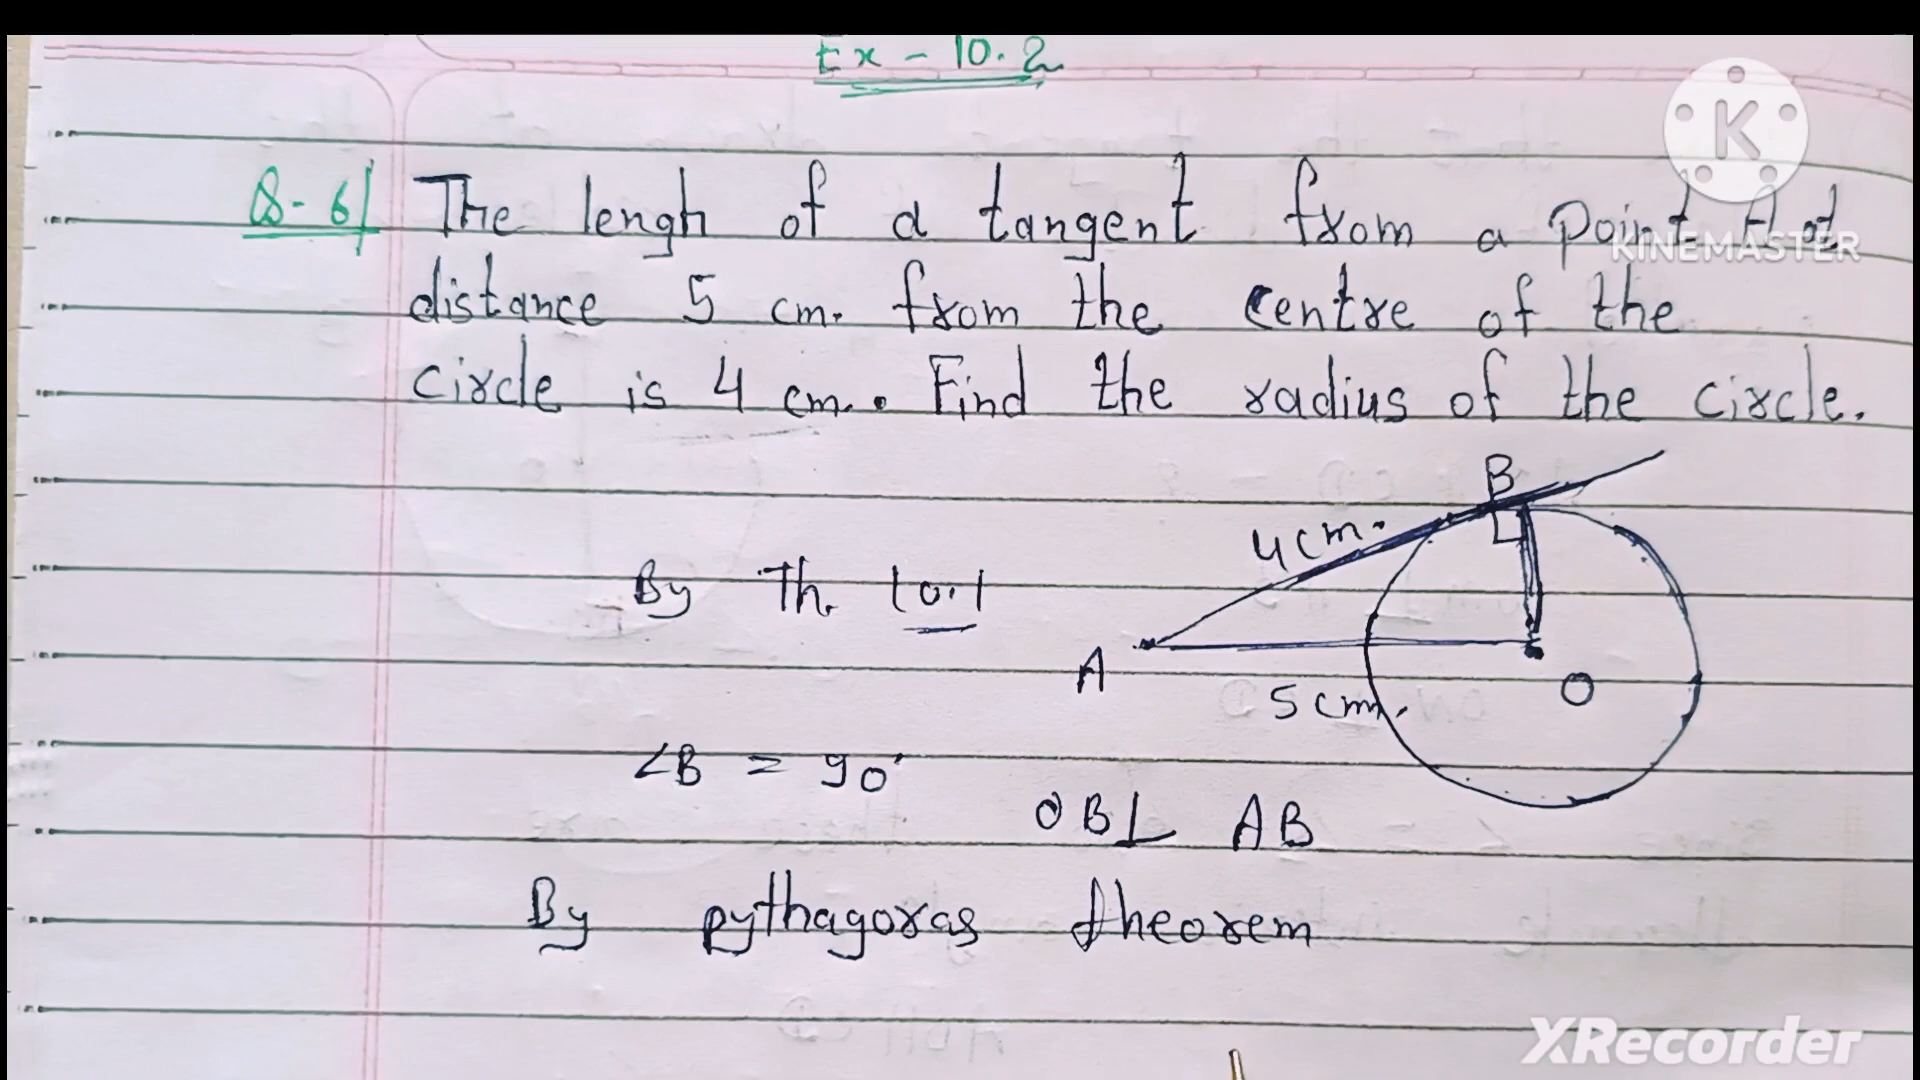 Ex - 10.2
Q-6| The lengh of a tangent from a point A at
distance 5 cm. from the centre of the
circle is 4 cm. Find the radius of the circle.
B
4cm.
By Th. 10.1
A
5cm.
O
∠B = 90°
OB⊥ AB
By pythagoras theorem
K
KINEMASTER
XRecorder